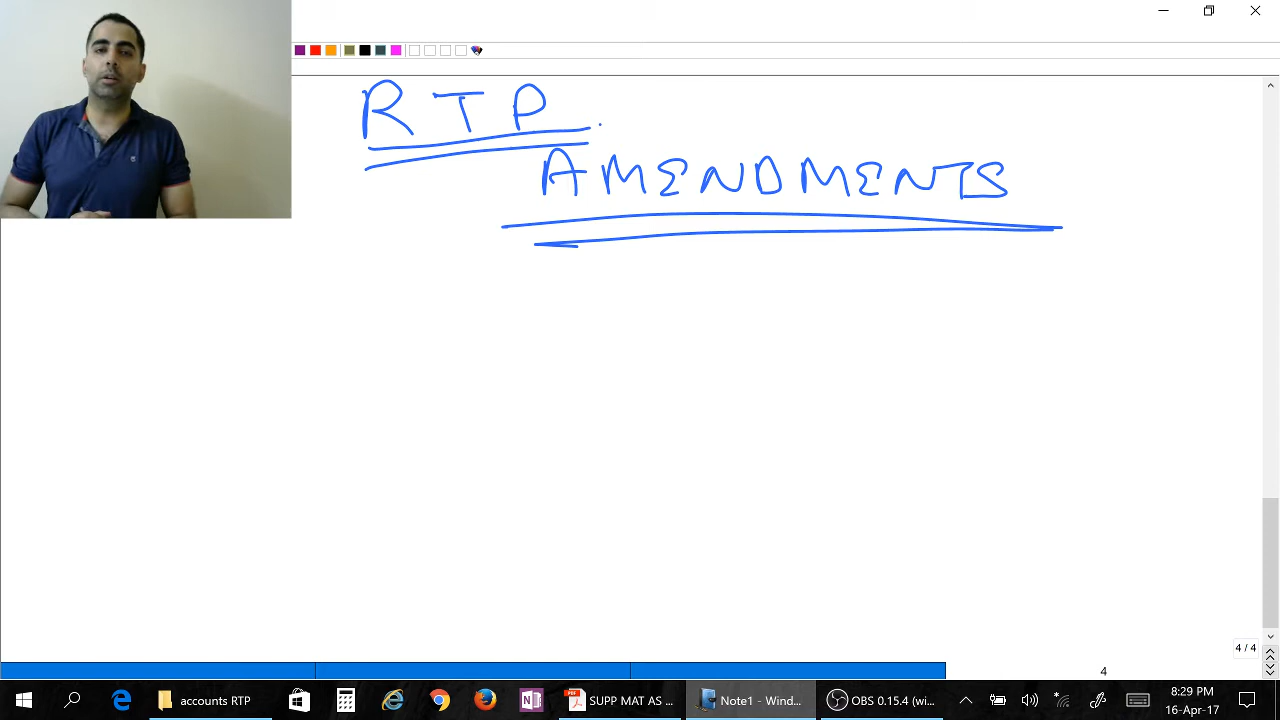 RTP.
AMENDMENTS
4 / 4
4
accounts RTP
SUPP MAT AS ...
Note1 - Wind...
OBS 0.15.4 (wi...
8:29 PM
16-Apr-17